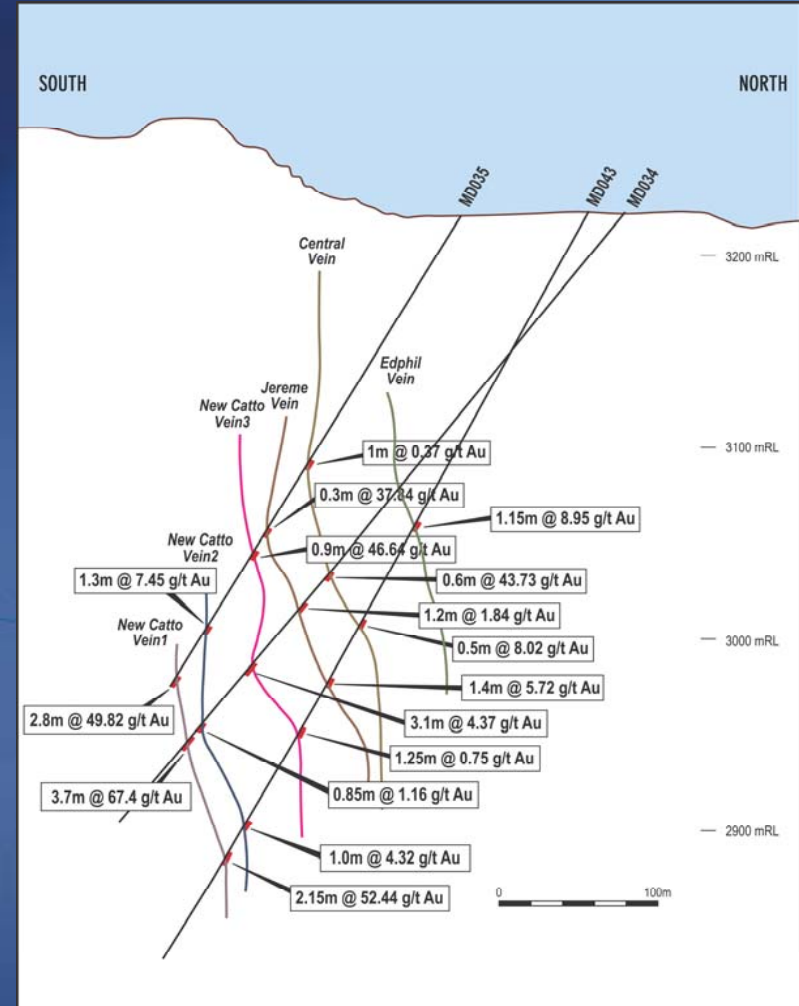 SOUTH
NORTH
MD035
MD043
MD034
3200 mRL
Central
Vein
Edphil
Vein
Jereme
Vein
New Catto
Vein3
3100 mRL
1m @ 0.37 g/t Au
0.3m @ 37.84 g/t Au
1.15m @ 8.95 g/t Au
New Catto
Vein2
0.9m @ 46.64 g/t Au
1.3m @ 7.45 g/t Au
0.6m @ 43.73 g/t Au
1.2m @ 1.84 g/t Au
New Catto
Vein1
3000 mRL
0.5m @ 8.02 g/t Au
1.4m @ 5.72 g/t Au
2.8m @ 49.82 g/t Au
3.1m @ 4.37 g/t Au
1.25m @ 0.75 g/t Au
3.7m @ 67.4 g/t Au
0.85m @ 1.16 g/t Au
2900 mRL
1.0m @ 4.32 g/t Au
2.15m @ 52.44 g/t Au
0
100m